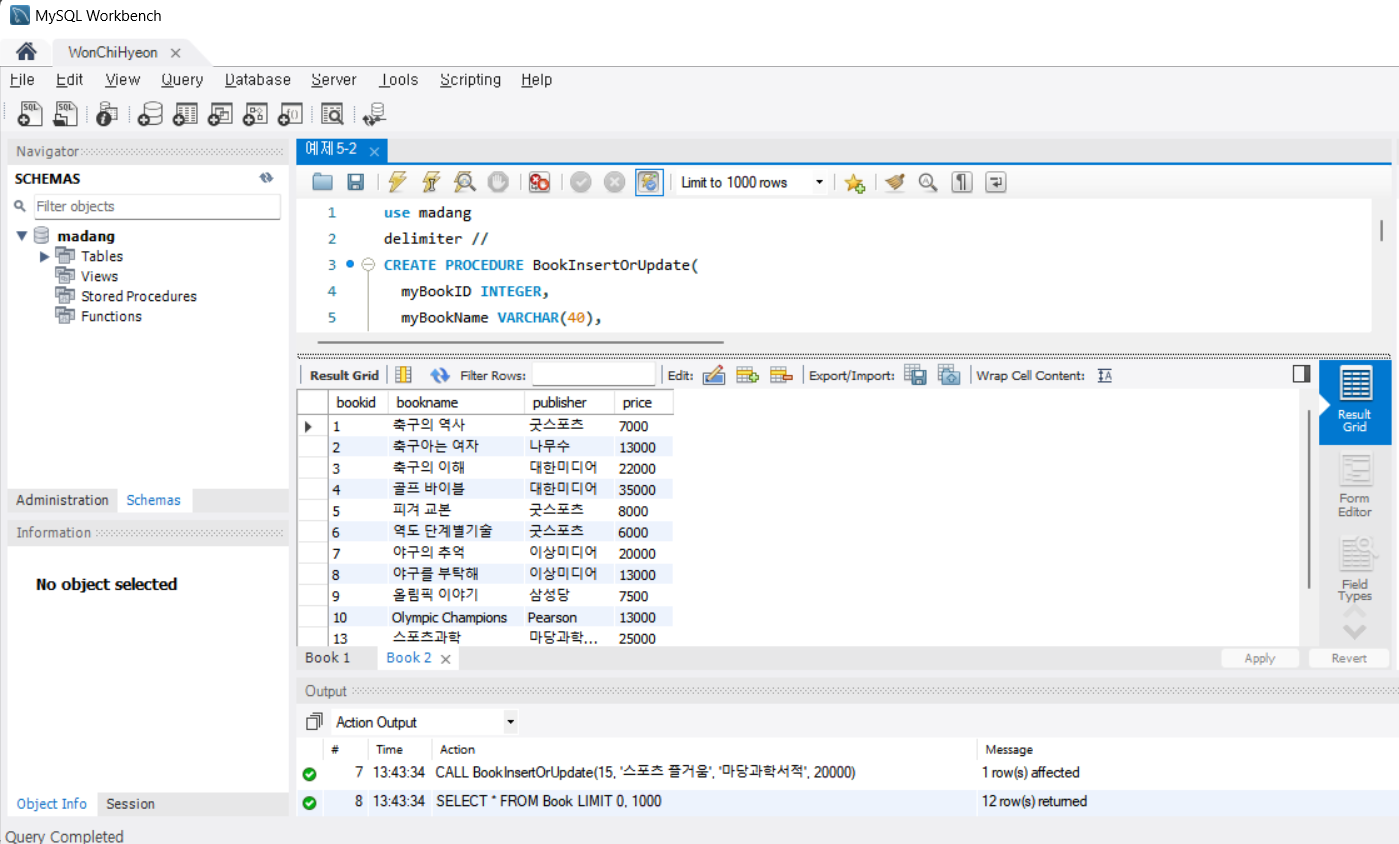 MySQL Workbench
WonChiHyeon
File Edit View Query Database Server Tools Scripting Help
Navigator
SCHEMAS
Filter objects
madang
Tables
Views
Stored Procedures
Functions
Administration Schemas
Information
No object selected
Object Info Session
Query Completed
예제5-2
Limit to 1000 rows
1 use madang
2 delimiter //
3 CREATE PROCEDURE BookInsertOrUpdate(
4 myBookID INTEGER,
5 myBookName VARCHAR(40),
Result Grid Filter Rows: Edit: Export/Import: Wrap Cell Content:
bookid bookname publisher price
1 축구의 역사 굿스포츠 7000
2 축구아는 여자 나무수 13000
3 축구의 이해 대한미디어 22000
4 골프 바이블 대한미디어 35000
5 피겨 교본 굿스포츠 8000
6 역도 단계별기술 굿스포츠 6000
7 야구의 추억 이상미디어 20000
8 야구를 부탁해 이상미디어 13000
9 올림픽 이야기 삼성당 7500
10 Olympic Champions Pearson 13000
13 스포츠과학 마당과학... 25000
Result
Grid
Form
Editor
Field
Types
Book 1 Book 2 Apply Revert
Output
Action Output
# Time Action Message
7 13:43:34 CALL BookInsertOrUpdate(15, '스포츠 즐거움', '마당과학서적', 20000) 1 row(s) affected
8 13:43:34 SELECT * FROM Book LIMIT 0, 1000 12 row(s) returned